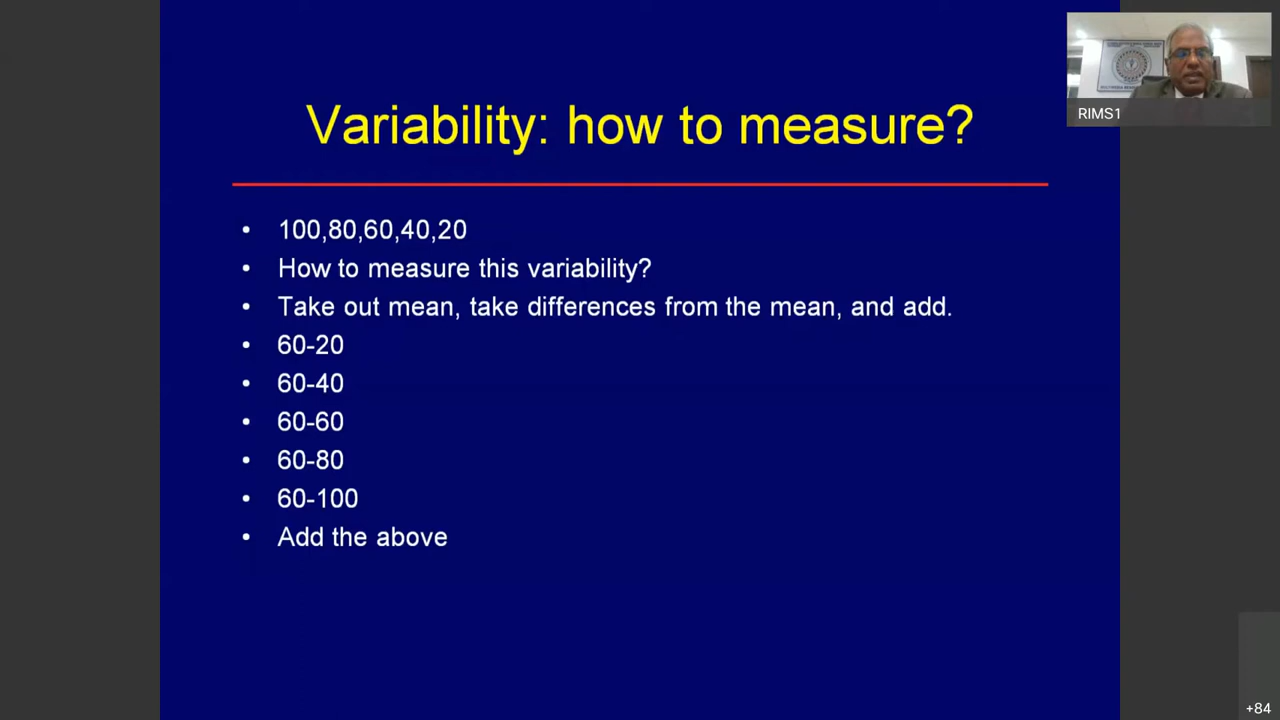 Variability: how to measure?
• 100,80,60,40,20
• How to measure this variability?
• Take out mean, take differences from the mean, and add.
• 60-20
• 60-40
• 60-60
• 60-80
• 60-100
• Add the above
RIMS1
+84